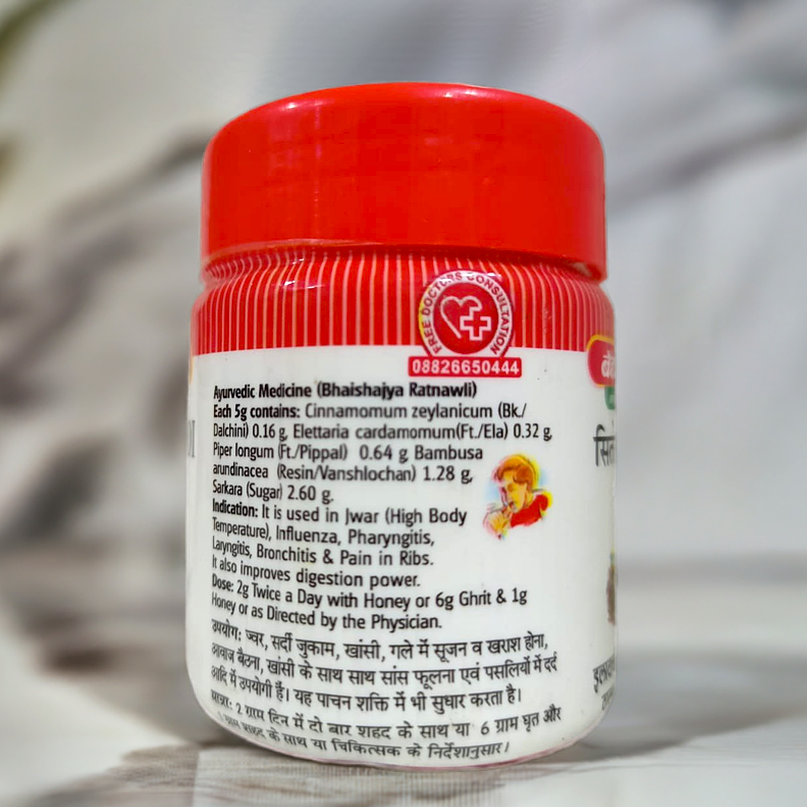 FREE DOCTORS CONSULTATION
08826650444
Ayurvedic Medicine (Bhaishajya Ratnawli)
Each 5g contains: Cinnamomum zeylanicum (Bk./
Dalchini) 0.16 g, Elettaria cardamomum(Ft./Ela) 0.32 g,
Piper longum (Ft./Pippal) 0.64 g, Bambusa
arundinacea (Resin/Vanshlochan) 1.28 g,
Sarkara (Sugar) 2.60 g.
Indication: It is used in Jwar (High Body
Temperature), Influenza, Pharyngitis,
Laryngitis, Bronchitis & Pain in Ribs.
It also improves digestion power.
Dose: 2g Twice a Day with Honey or 6g Ghrit & 1g
Honey or as Directed by the Physician.
उपयोग: ज्वर, सर्दी जुकाम, खांसी, गले में सूजन व खराश होना,
आवाज बैठना, खांसी के साथ साथ सांस फूलना एवं पसलियों में दर्द
आदि में उपयोगी हैं। यह पाचन शक्ति में भी सुधार करता है।
मात्रा: 2 ग्राम दिन में दो बार शहद के साथ या 6 ग्राम घृत और
1 ग्राम शहद के साथ या चिकित्सक के निर्देशानुसार।